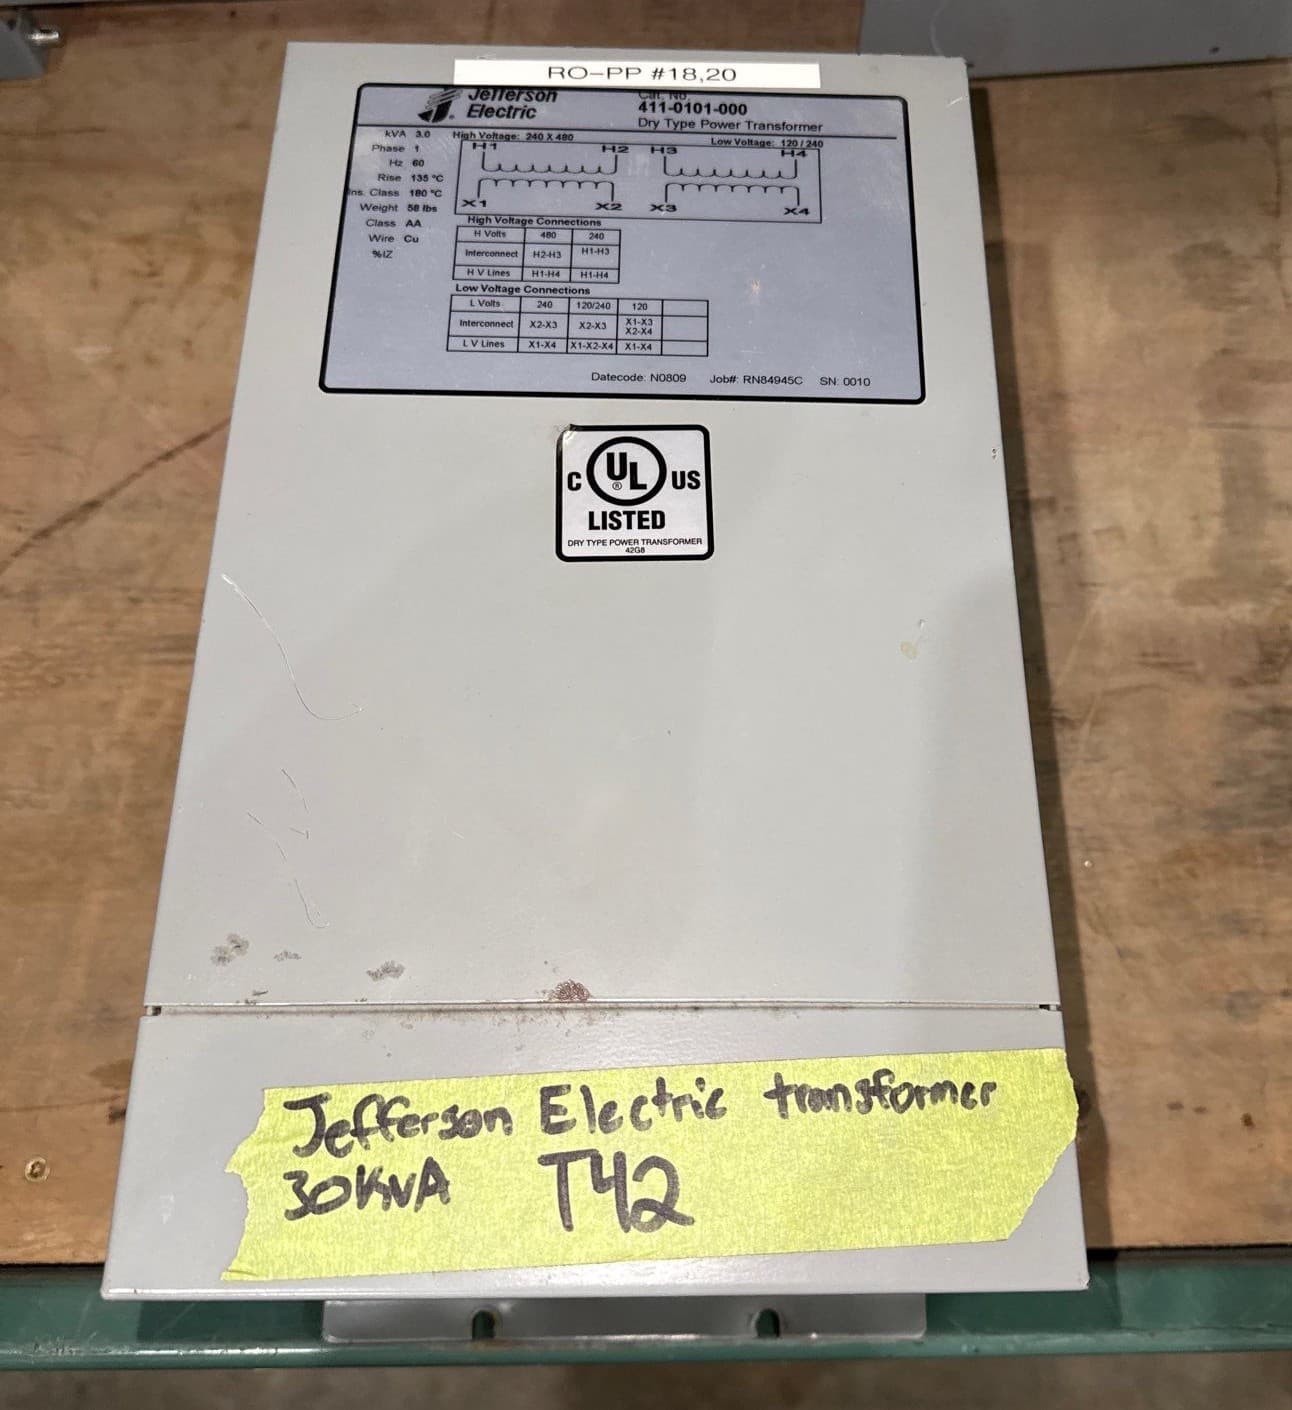 RO-PP #18,20
Jefferson
Electric
Cat. No.
411-0101-000
Dry Type Power Transformer
kVA 3.0
Phase 1
Hz 60
Rise 135 °C
Ins. Class 180 °C
Weight 58 lbs
Class AA
Wire Cu
%IZ
High Voltage: 240 X 480
Low Voltage: 120 / 240
H1 H2 H3 H4
X1 X2 X3 X4
High Voltage Connections
H Volts 480 240
Interconnect H2-H3 H1-H3
H V Lines H1-H4 H1-H4
Low Voltage Connections
L Volts 240 120/240 120
Interconnect X2-X3 X2-X3 X1-X3
X2-X4
L V Lines X1-X4 X1-X2-X4 X1-X4
Datecode: N0809 Job#: RN84945C SN: 0010
C UL ® US
LISTED
DRY TYPE POWER TRANSFORMER
42G8
Jefferson Electric transformer
30KVA T42